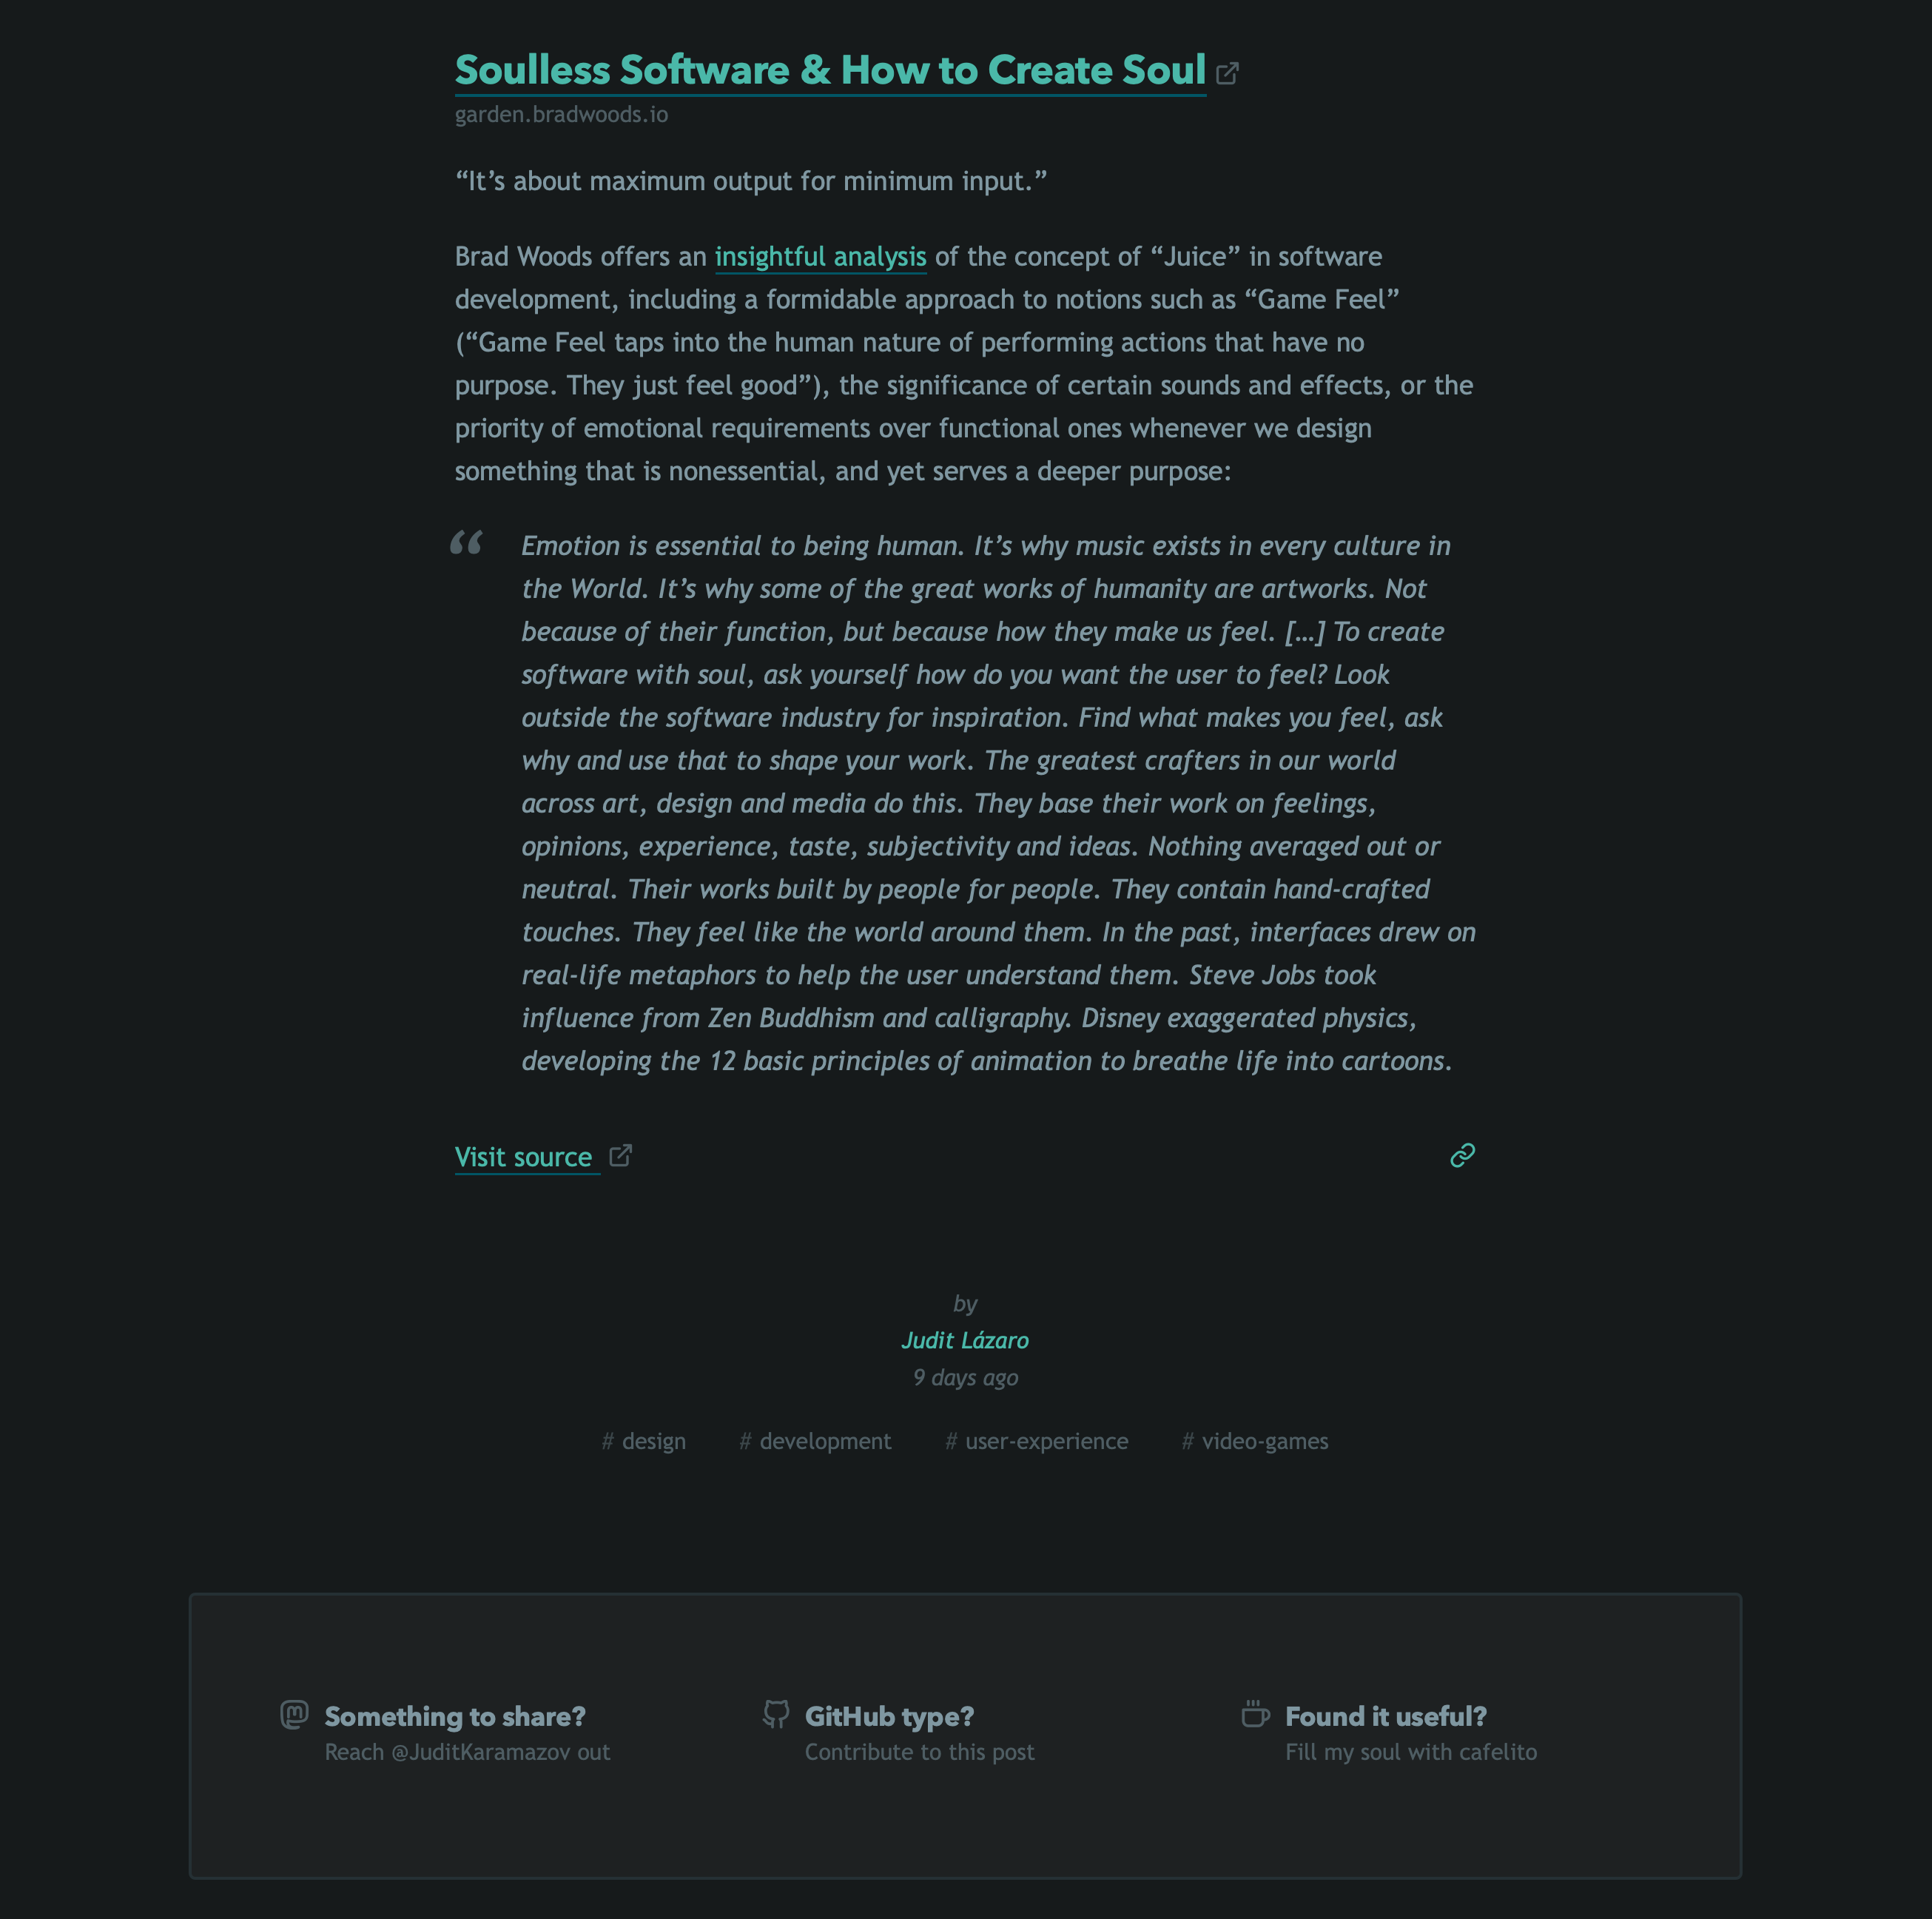 Soulless Software & How to Create Soul
garden.bradwoods.io
“It’s about maximum output for minimum input.”
Brad Woods offers an insightful analysis of the concept of “Juice” in software
development, including a formidable approach to notions such as “Game Feel”
(“Game Feel taps into the human nature of performing actions that have no
purpose. They just feel good”), the significance of certain sounds and effects, or the
priority of emotional requirements over functional ones whenever we design
something that is nonessential, and yet serves a deeper purpose:
“
Emotion is essential to being human. It’s why music exists in every culture in
the World. It’s why some of the great works of humanity are artworks. Not
because of their function, but because how they make us feel. […] To create
software with soul, ask yourself how do you want the user to feel? Look
outside the software industry for inspiration. Find what makes you feel, ask
why and use that to shape your work. The greatest crafters in our world
across art, design and media do this. They base their work on feelings,
opinions, experience, taste, subjectivity and ideas. Nothing averaged out or
neutral. Their works built by people for people. They contain hand-crafted
touches. They feel like the world around them. In the past, interfaces drew on
real-life metaphors to help the user understand them. Steve Jobs took
influence from Zen Buddhism and calligraphy. Disney exaggerated physics,
developing the 12 basic principles of animation to breathe life into cartoons.
Visit source
by
Judit Lázaro
9 days ago
# design # development # user-experience # video-games
Something to share? GitHub type? Found it useful?
Reach @JuditKaramazov out Contribute to this post Fill my soul with cafelito